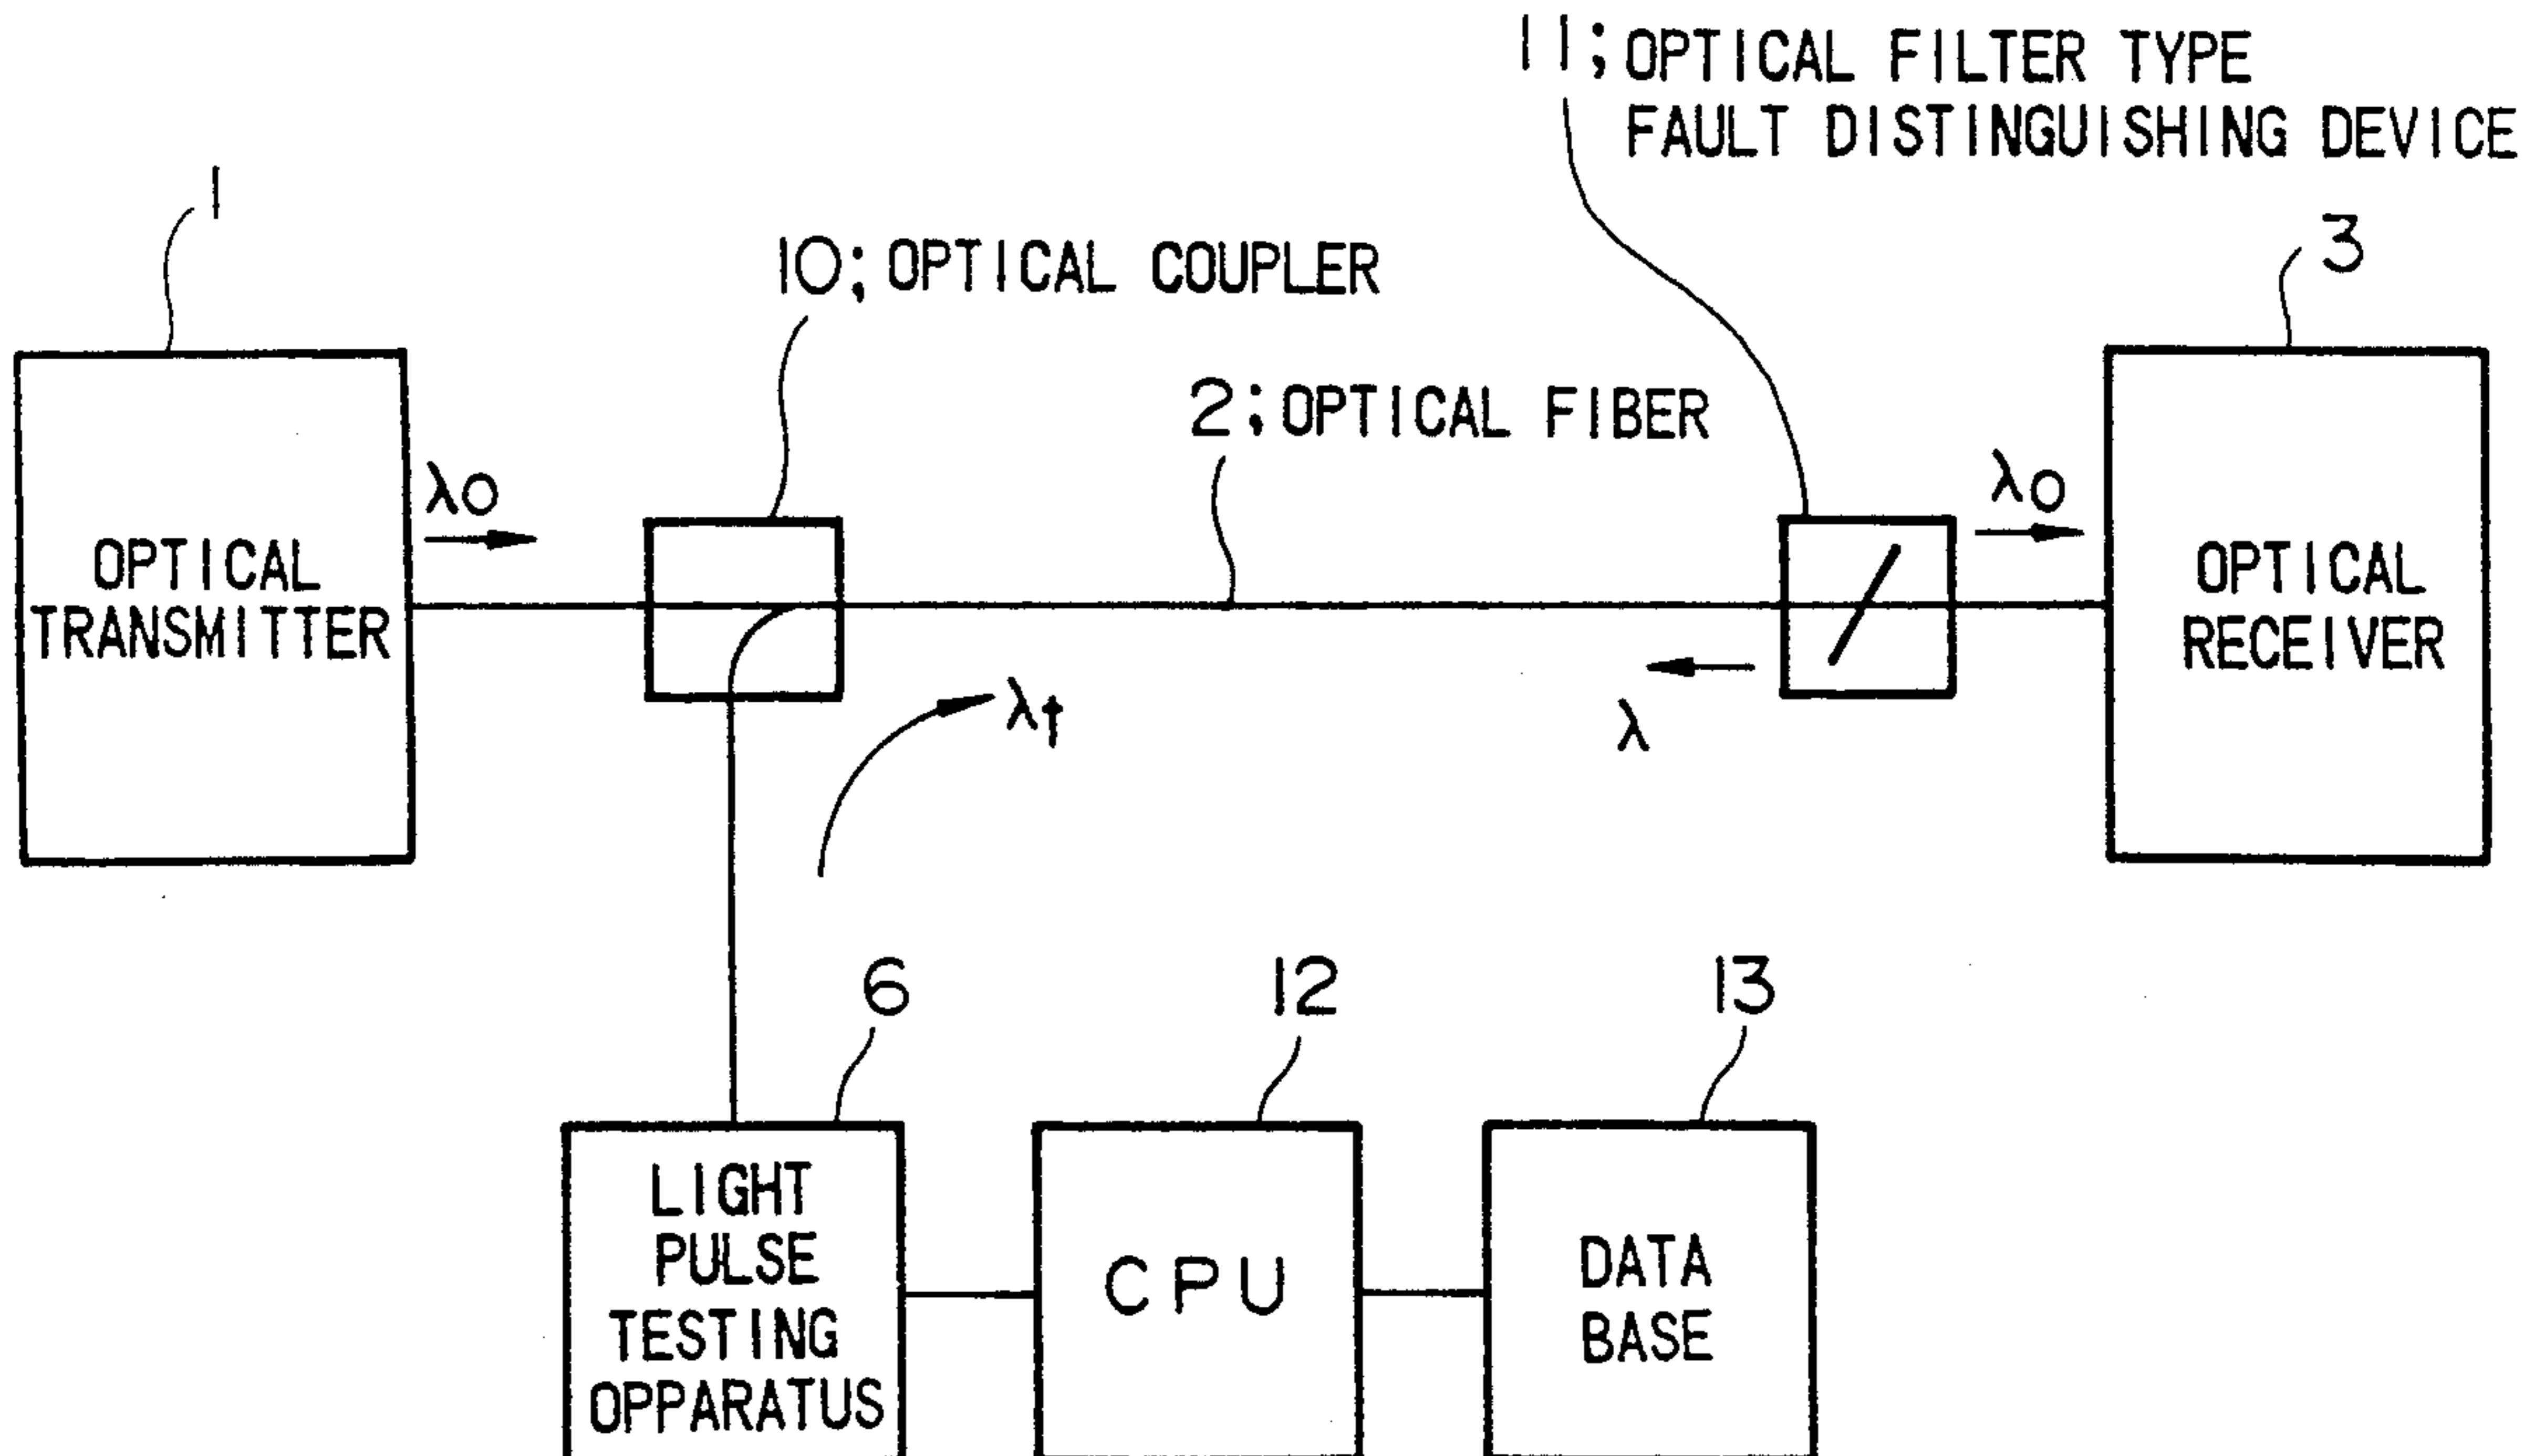 11; OPTICAL FILTER TYPE
FAULT DISTINGUISHING DEVICE
1
10; OPTICAL COUPLER
3
2; OPTICAL FIBER
λ0
λ0
OPTICAL
TRANSMITTER
OPTICAL
RECEIVER
λt
λ
6
12
13
LIGHT
PULSE
TESTING
OPPARATUS
CPU
DATA
BASE